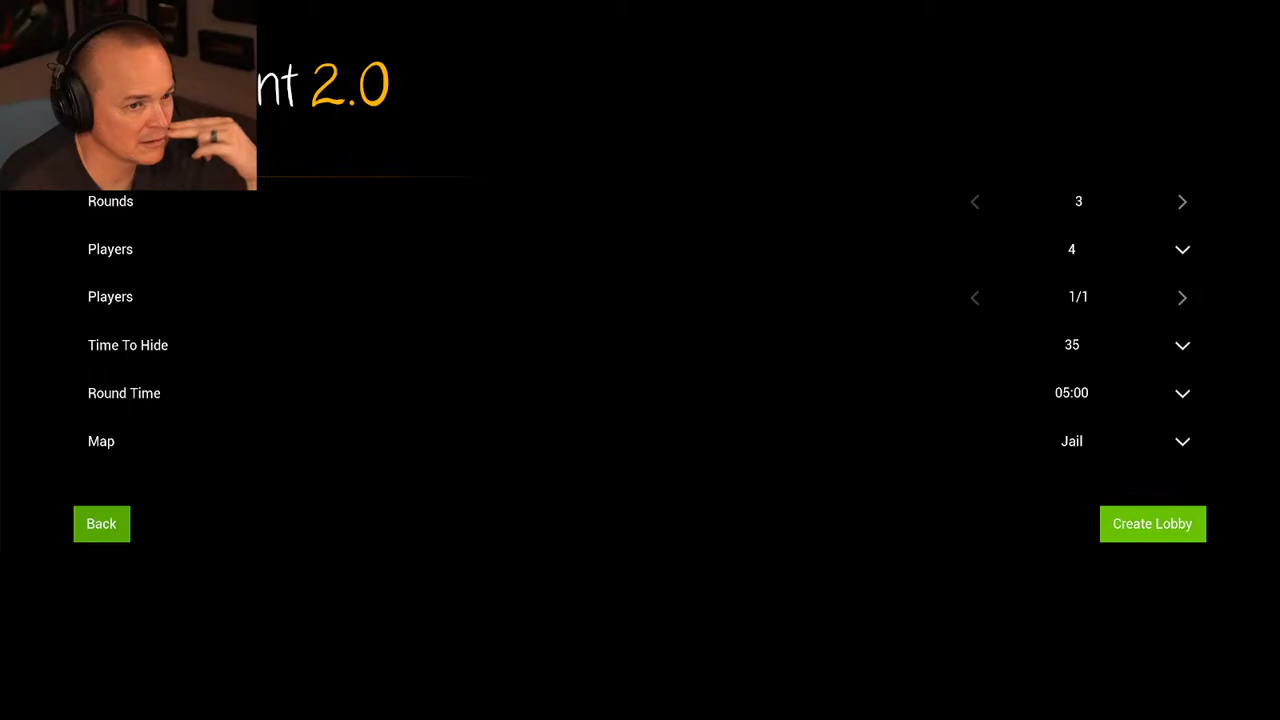 nt 2.0
Rounds 3
Players 4
Players 1/1
Time To Hide 35
Round Time 05:00
Map Jail
Back Create Lobby